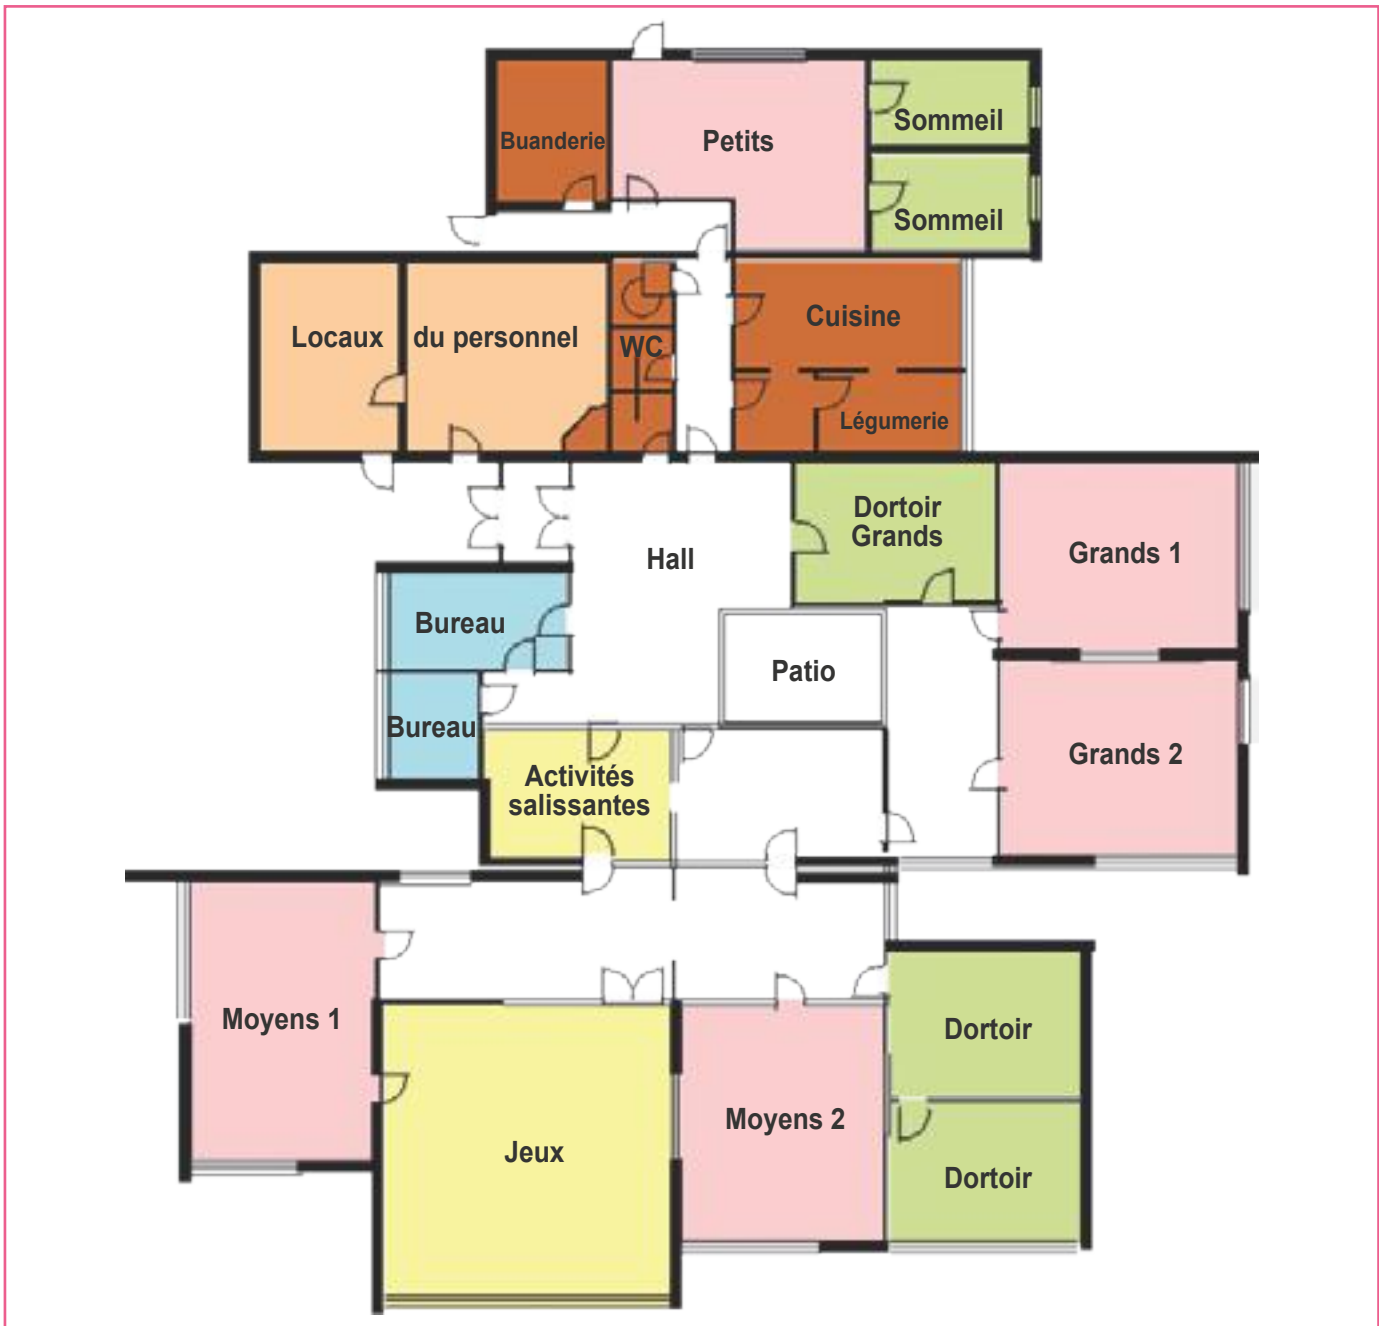 Sommeil
Buanderie
Petits
Sommeil
Locaux
du personnel
WC
Cuisine
Légumerie
Dortoir
Grands
Grands 1
Hall
Bureau
Patio
Bureau
Grands 2
Activités
salissantes
Moyens 1
Dortoir
Moyens 2
Jeux
Dortoir